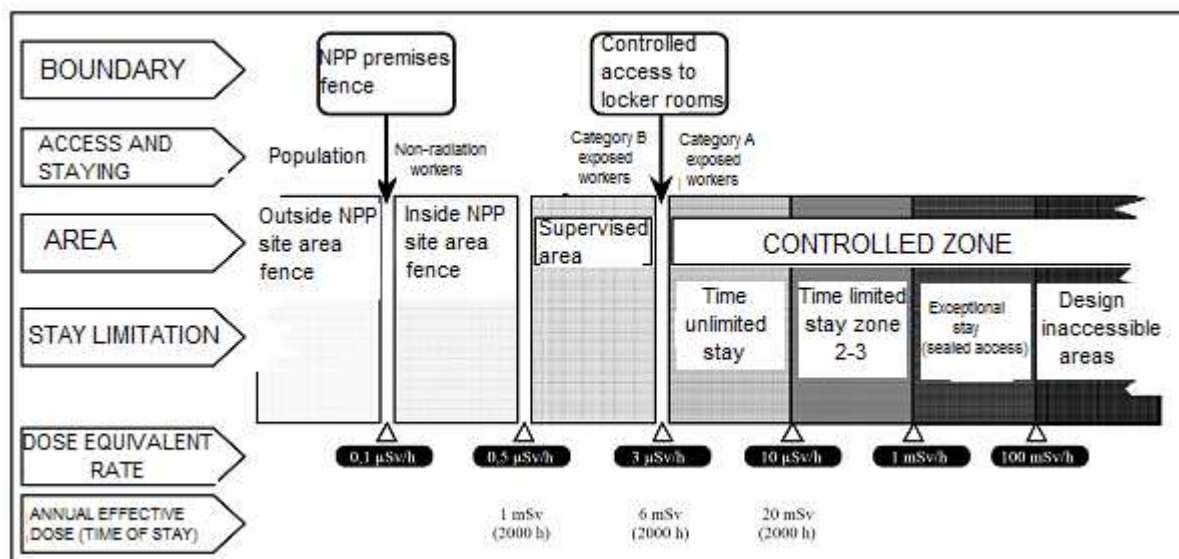 BOUNDARY
NPP premises
fence
Controlled
access to
locker rooms
ACCESS AND
STAYING
Population
Non-radiation
workers
Category B
exposed
workers
Category A
exposed
workers
AREA
Outside NPP
site area
fence
Inside NPP
site area
fence
Supervised
area
CONTROLLED ZONE
STAY LIMITATION
Time
unlimited
stay
Time limited
stay zone
2-3
Exceptional
stay
(sealed access)
Design
inaccessible
areas
DOSE EQUIVALENT
RATE
0,1 µSv/h
0,5 µSv/h
3 µSv/h
10 µSv/h
1 mSv/h
100 mSv/h
ANNUAL EFFECTIVE
DOSE (TIME OF STAY)
1 mSv
(2000 h)
6 mSv
(2000 h)
20 mSv
(2000 h)